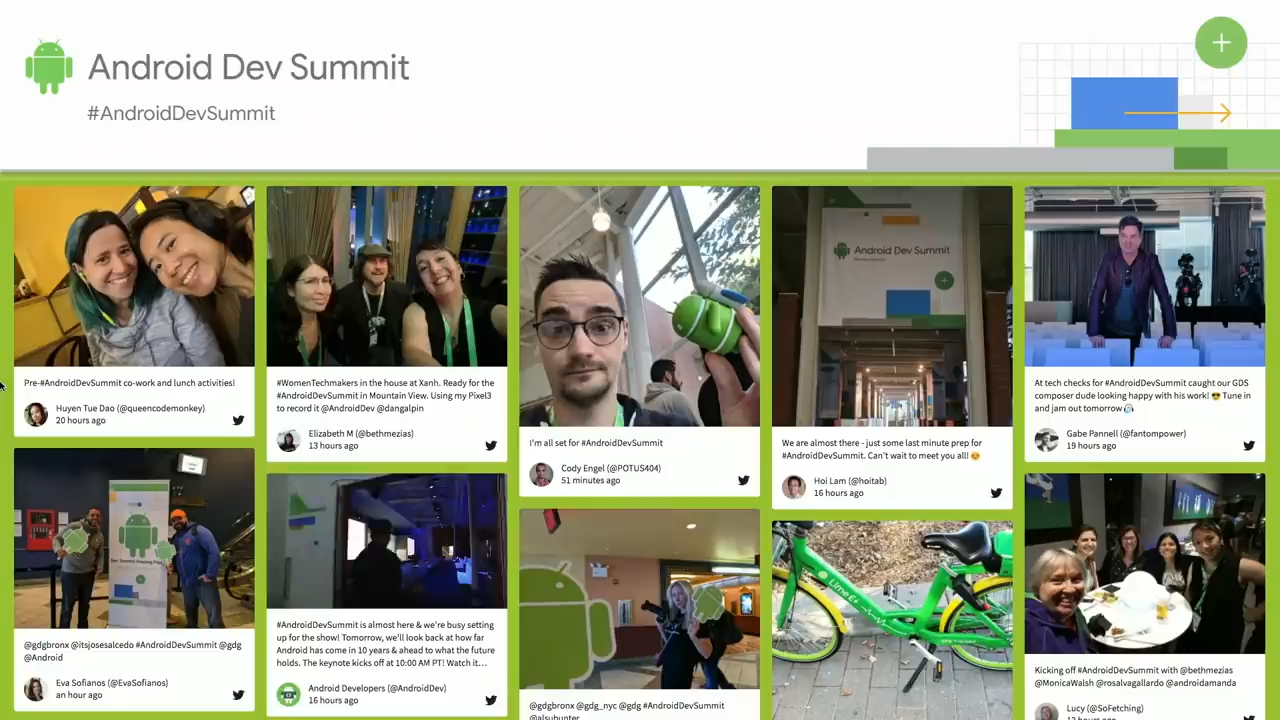 Android Dev Summit
#AndroidDevSummit
Pre-#AndroidDevSummit co-work and lunch activities!
Huyen Tue Dao (@queencodemonkey)
20 hours ago
@gdgbronx @itsjosesalcedo #AndroidDevSummit @gdg
@Android
Eva Sofianos (@EvaSofianos)
an hour ago
#WomenTechmakers in the house at Xanh. Ready for the
#AndroidDevSummit in Mountain View. Using my Pixel3
to record it @AndroidDev @dangalpin
Elizabeth M (@bethmezias)
13 hours ago
#AndroidDevSummit is almost here & we're busy setting
up for the show! Tomorrow, we'll look back at how far
Android has come in 10 years & ahead to what the future
holds. The keynote kicks off at 10:00 AM PT! Watch it…
Android Developers (@AndroidDev)
16 hours ago
I'm all set for #AndroidDevSummit
Cody Engel (@POTUS404)
51 minutes ago
@gdgbronx @gdg_nyc @gdg #AndroidDevSummit
@alsuhunter
Android Dev Summit
We are almost there - just some last minute prep for
#AndroidDevSummit. Can't wait to meet you all! 😍
Hoi Lam (@hoitab)
16 hours ago
Lime-E
At tech checks for #AndroidDevSummit caught our GDS
composer dude looking happy with his work! 😎 Tune in
and jam out tomorrow
Gabe Pannell (@fantompower)
19 hours ago
Kicking off #AndroidDevSummit with @bethmezias
@MonicaWalsh @rosalvagallardo @androidamanda
Lucy (@SoFetching)